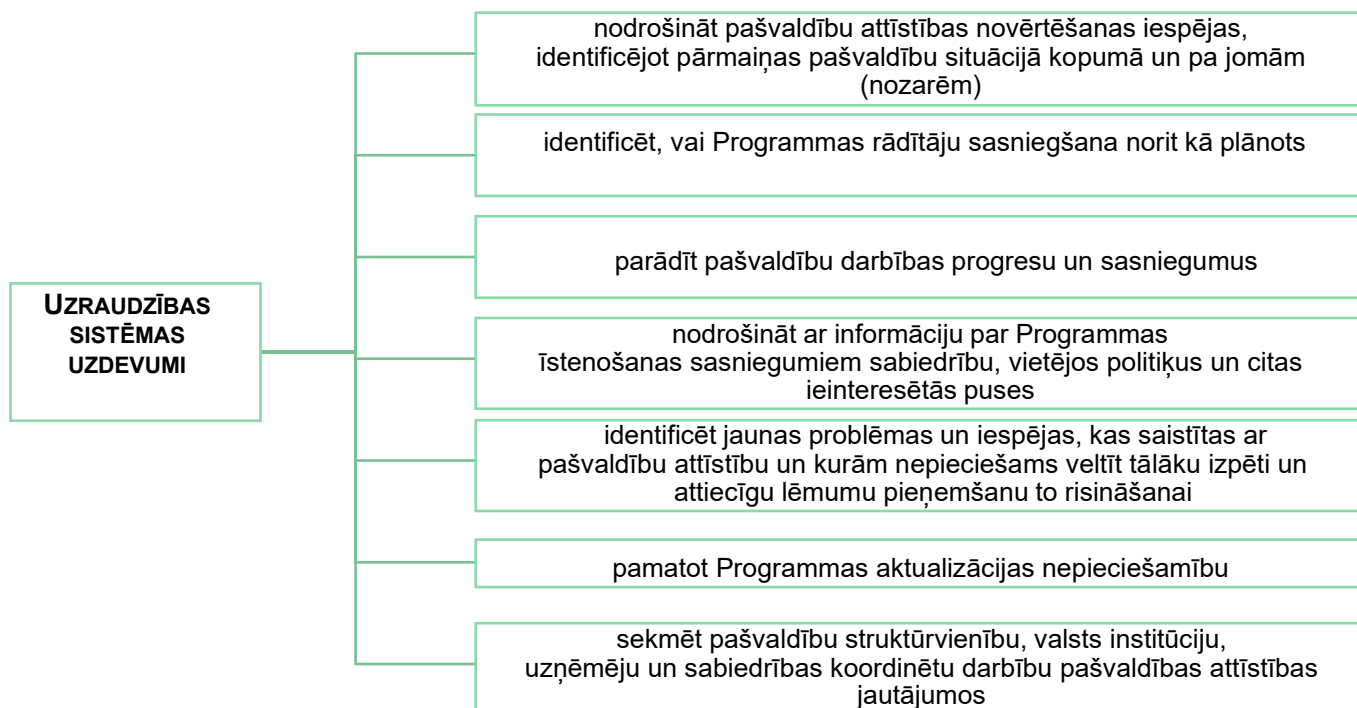 nodrošināt pašvaldību attīstības novērtēšanas iespējas,
identificējot pārmaiņas pašvaldību situācijā kopumā un pa jomām
(nozarēm)
identificēt, vai Programmas rādītāju sasniegšana norit kā plānots
parādīt pašvaldību darbības progresu un sasniegumus
UZRAUDZĪBAS
SISTĒMAS
UZDEVUMI
nodrošināt ar informāciju par Programmas
īstenošanas sasniegumiem sabiedrību, vietējos politiķus un citas
ieinteresētās puses
identificēt jaunas problēmas un iespējas, kas saistītas ar
pašvaldību attīstību un kurām nepieciešams veltīt tālāku izpēti un
attiecīgu lēmumu pieņemšanu to risināšanai
pamatot Programmas aktualizācijas nepieciešamību
sekmēt pašvaldību struktūrvienību, valsts institūciju,
uzņēmēju un sabiedrības koordinētu darbību pašvaldības attīstības
jautājumos